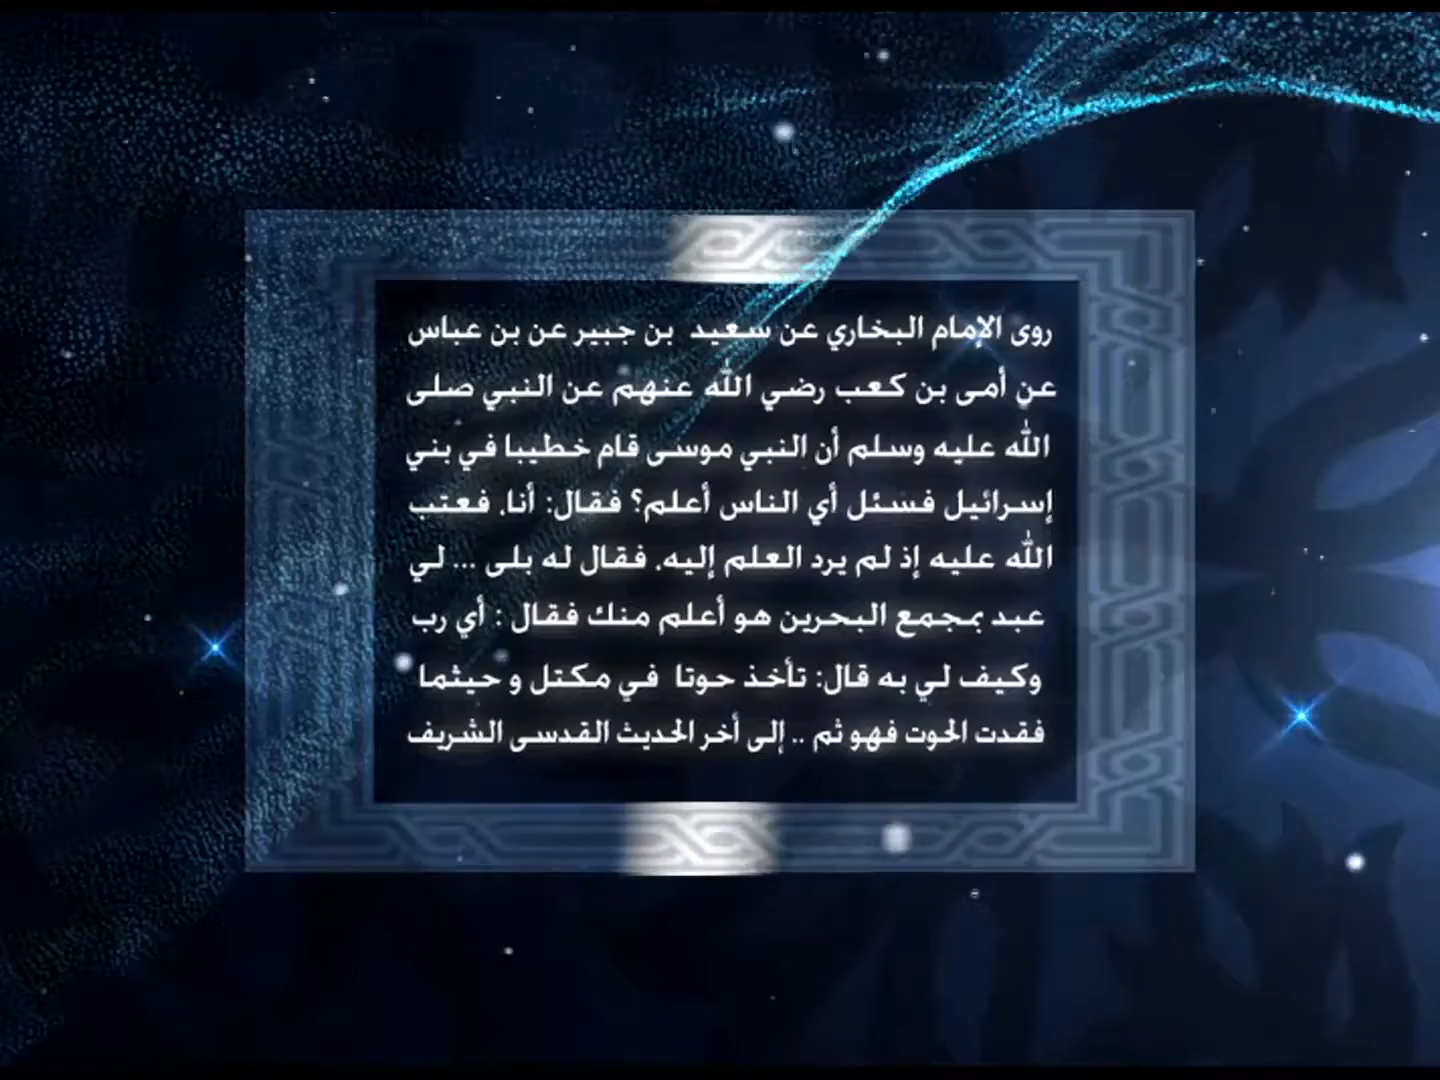 روى الإمام البخاري عن سعيد بن جبير عن بن عباس
عن أمى بن كعب رضي الله عنهم عن النبي صلى
الله عليه وسلم أن النبي موسى قام خطيبا في بني
إسرائيل فسئل أي الناس أعلم؟ فقال: أنا، فعتب
الله عليه إذ لم يرد العلم إليه، فقال له بلى ... لي
عبد بمجمع البحرين هو أعلم منك فقال : أي رب
وكيف لي به قال: تأخذ حوتا في مكتل و حيثما
فقدت الحوت فهو ثم .. إلى أخر الحديث القدسى الشريف